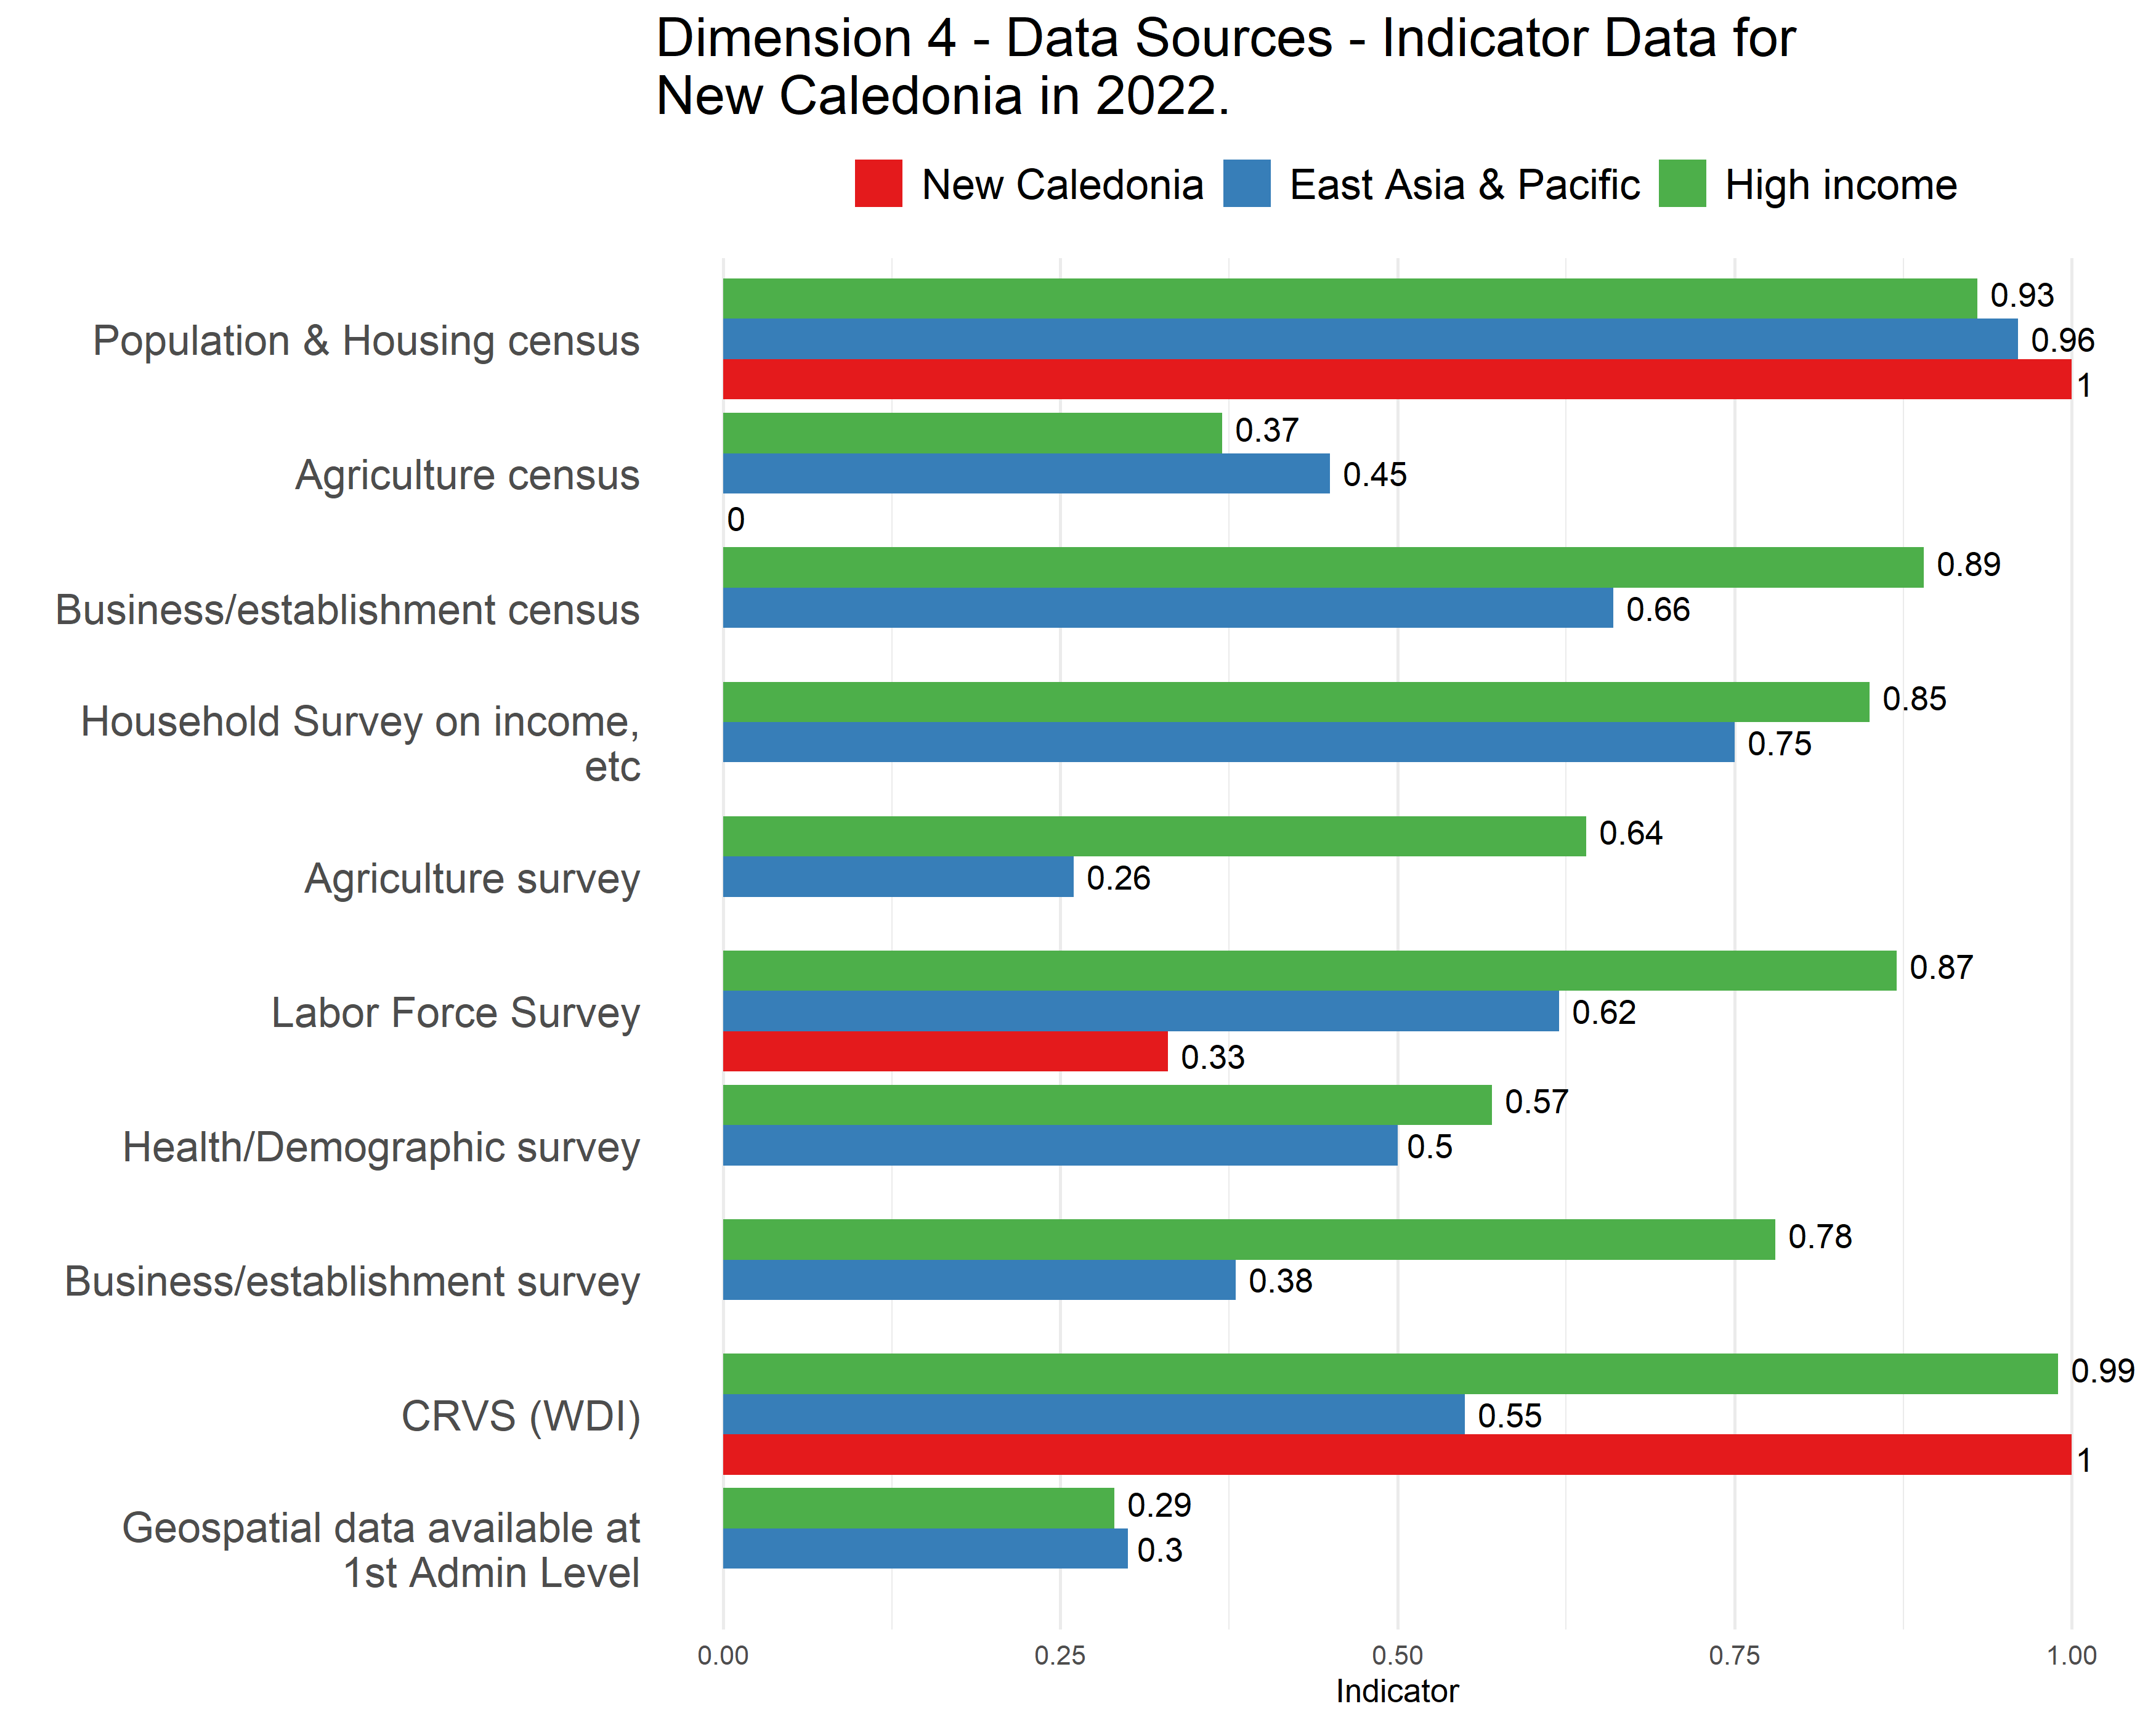 Dimension 4 - Data Sources - Indicator Data for
New Caledonia in 2022.
New Caledonia
East Asia & Pacific
High income
Population & Housing census
0.93
0.96
1
Agriculture census
0.37
0.45
0
Business/establishment census
0.89
0.66
Household Survey on income,
etc
0.85
0.75
Agriculture survey
0.64
0.26
Labor Force Survey
0.87
0.62
0.33
Health/Demographic survey
0.57
0.5
Business/establishment survey
0.78
0.38
CRVS (WDI)
0.99
0.55
1
Geospatial data available at
1st Admin Level
0.29
0.3
0.00
0.25
0.50
0.75
1.00
Indicator